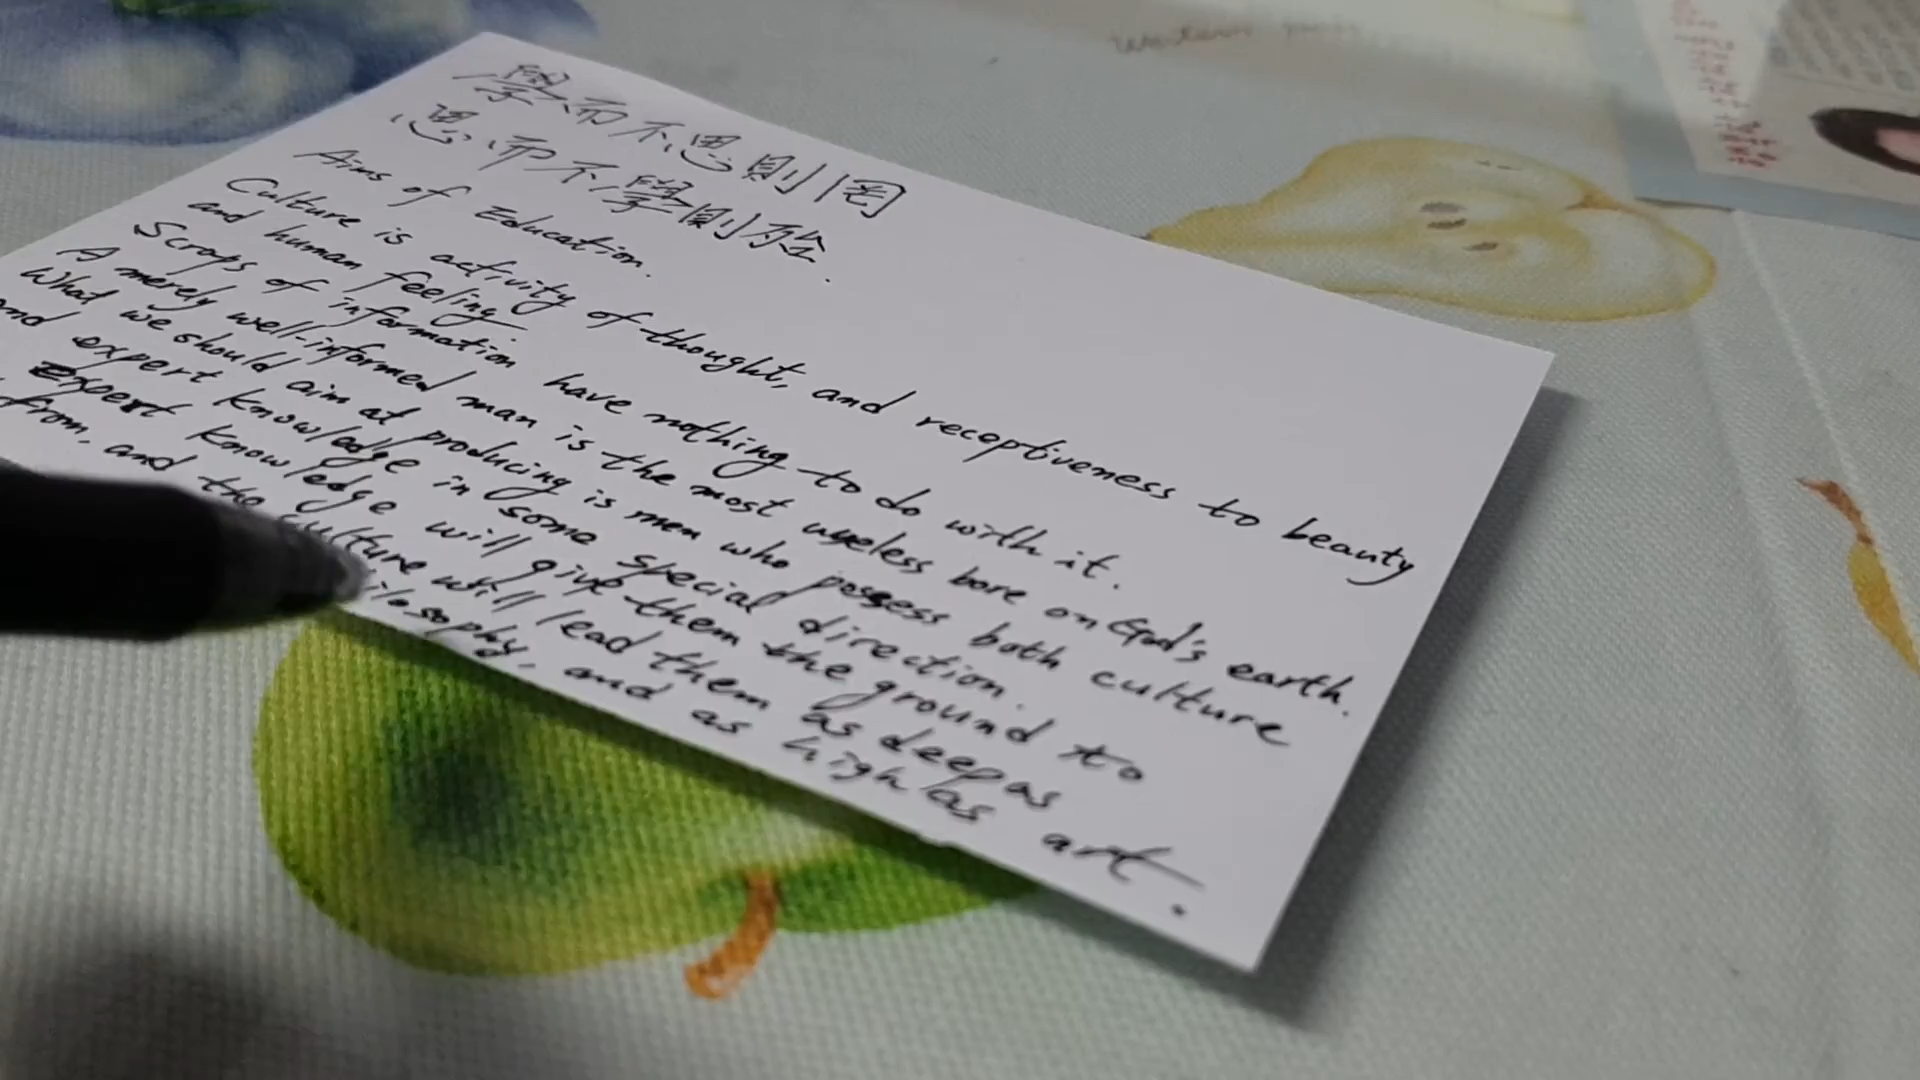 學而不思則罔
思而不學則殆.
Aims of Education.
Culture is activity of thought, and receptiveness to beauty
and human feeling
Scraps of information have nothing to do with it.
A merely well-informed man is the most useless bore on God's earth.
What we should aim at producing is men who possess both culture
and expert knowledge in some special direction.
Expert knowledge will give them the ground to
from, and the culture will lead them as deep as
and as high as art.
Western